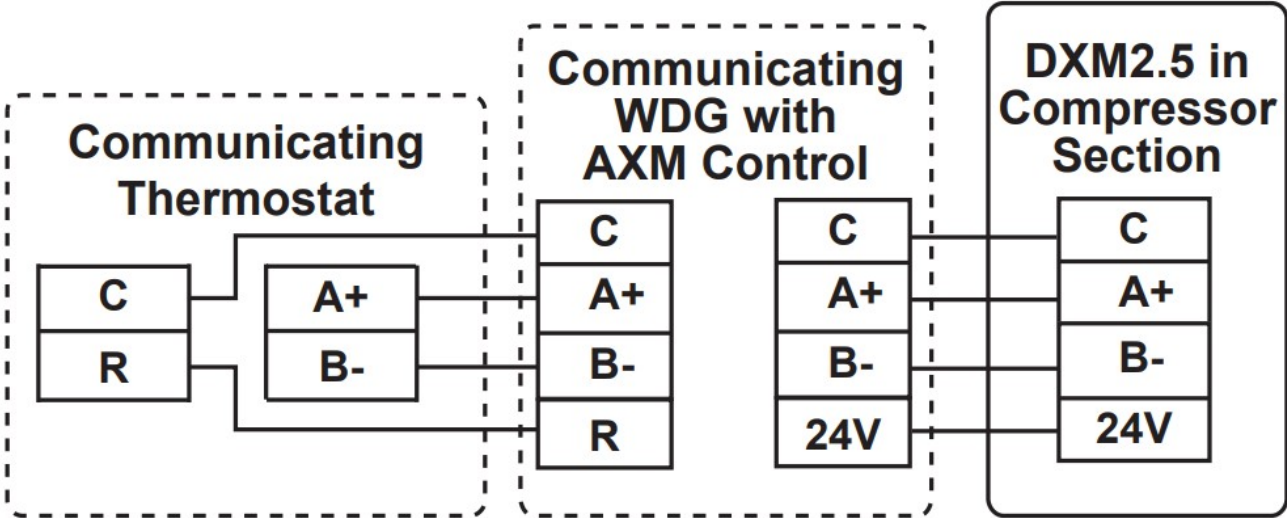 Communicating
Thermostat
C
R
A+
B-
Communicating
WDG with
AXM Control
C
A+
B-
R
C
A+
B-
24V
DXM2.5 in
Compressor
Section
C
A+
B-
24V